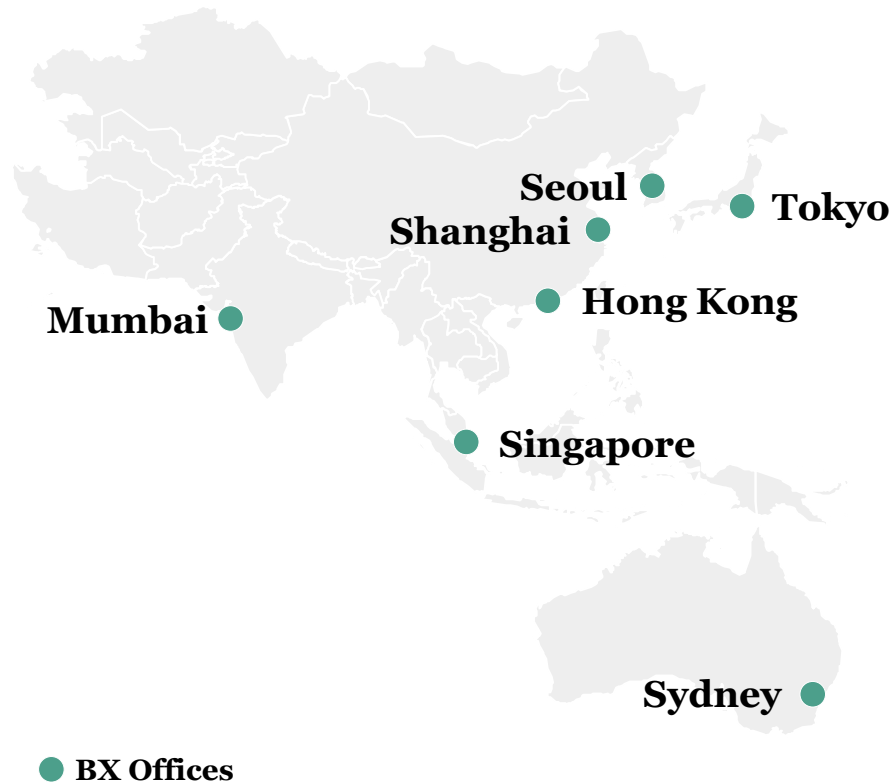 Seoul
Tokyo
Shanghai
Hong Kong
Mumbai
Singapore
Sydney
BX Offices